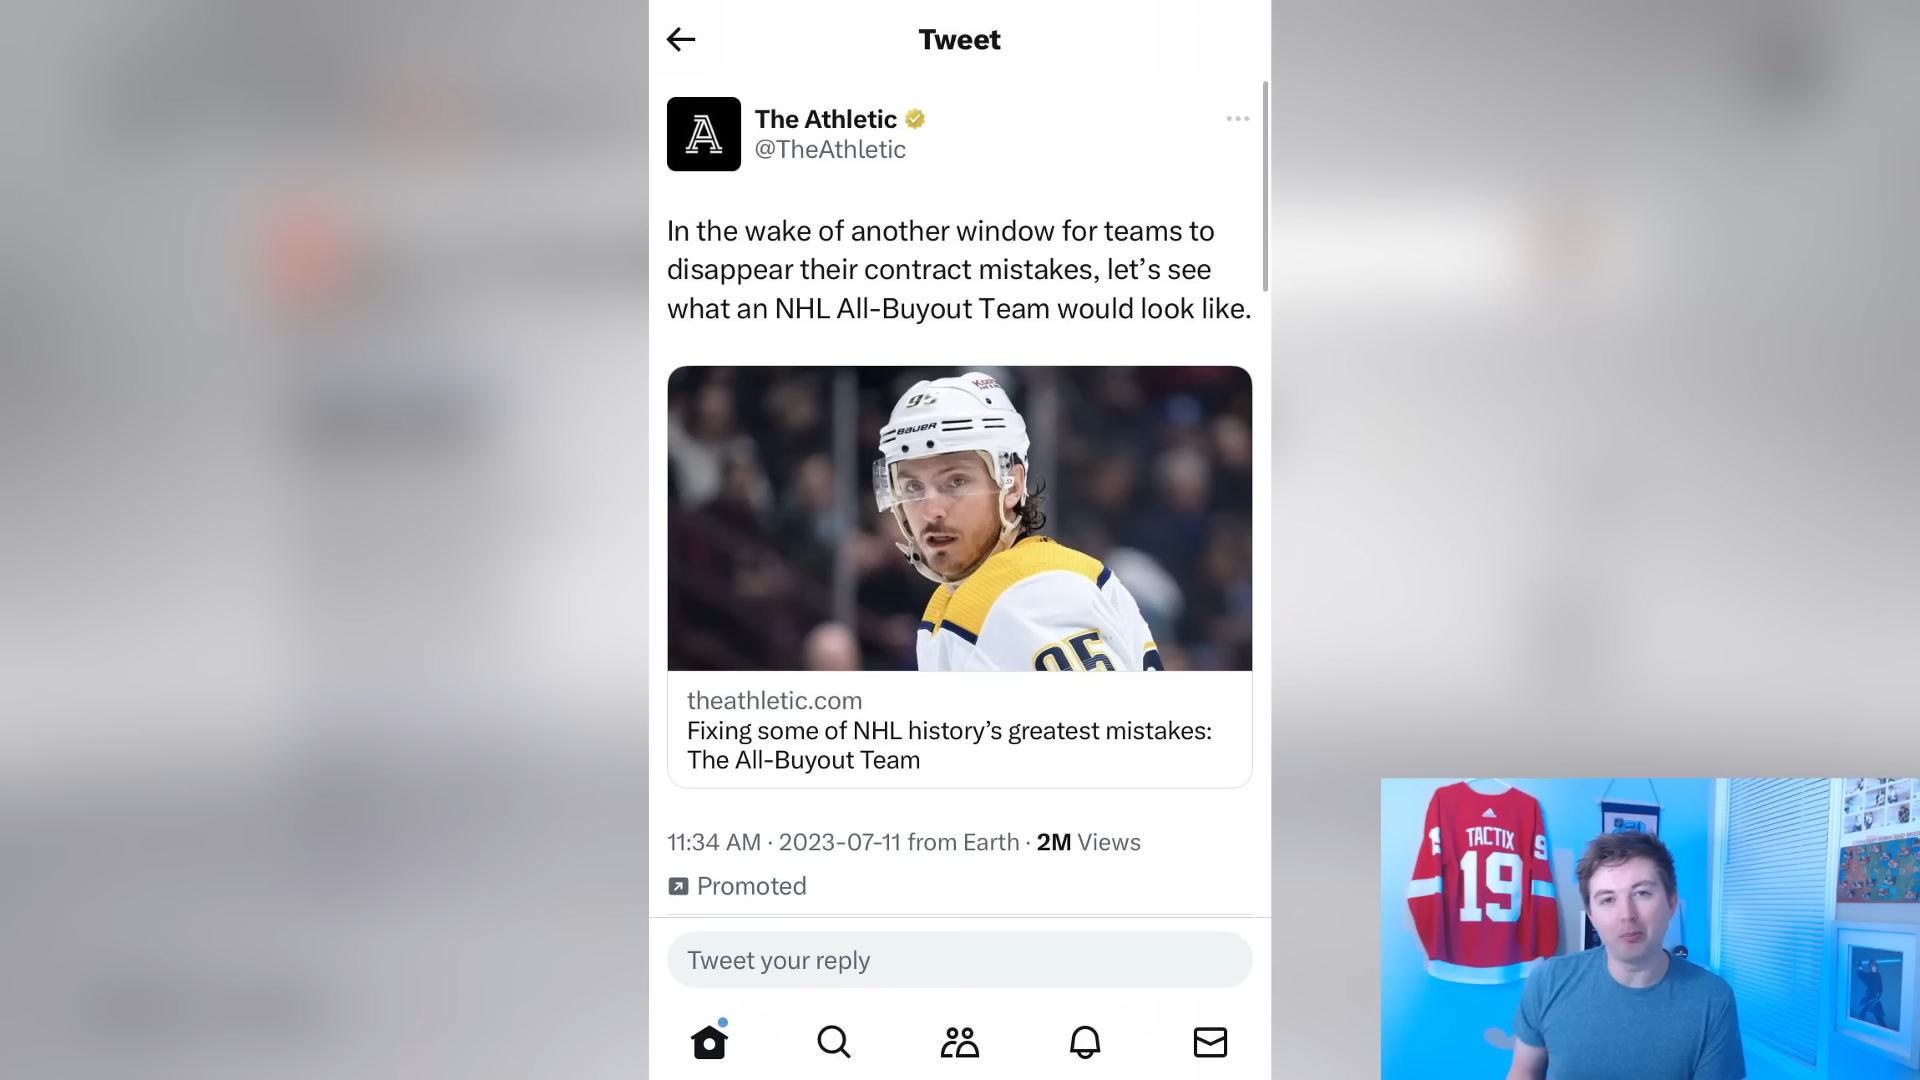 Tweet
The Athletic
@TheAthletic
In the wake of another window for teams to
disappear their contract mistakes, let’s see
what an NHL All-Buyout Team would look like.
95
BAUER
95
theathletic.com
Fixing some of NHL history’s greatest mistakes:
The All-Buyout Team
11:34 AM · 2023-07-11 from Earth · 2M Views
Promoted
Tweet your reply
TACTIX
19